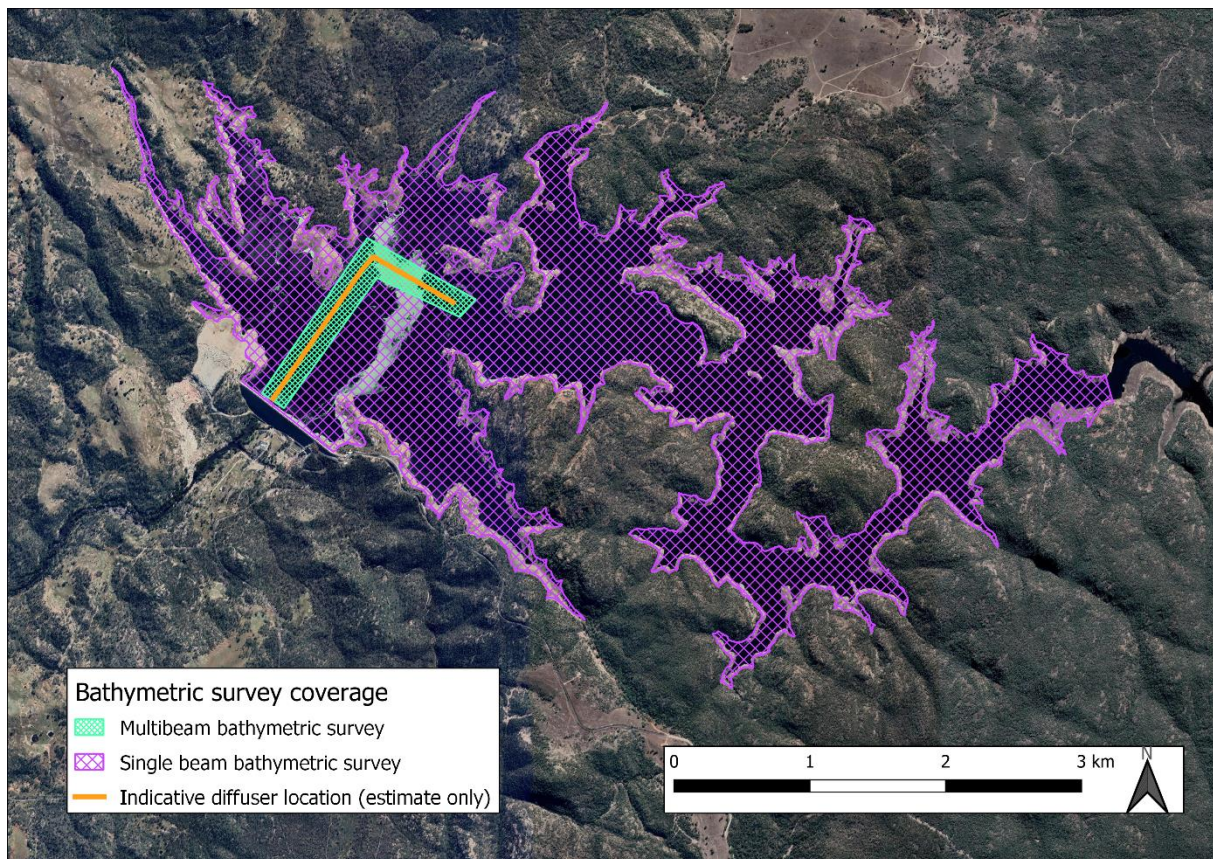 Bathymetric survey coverage
Multibeam bathymetric survey
Single beam bathymetric survey
Indicative diffuser location (estimate only)
0 1 2 3 km
N